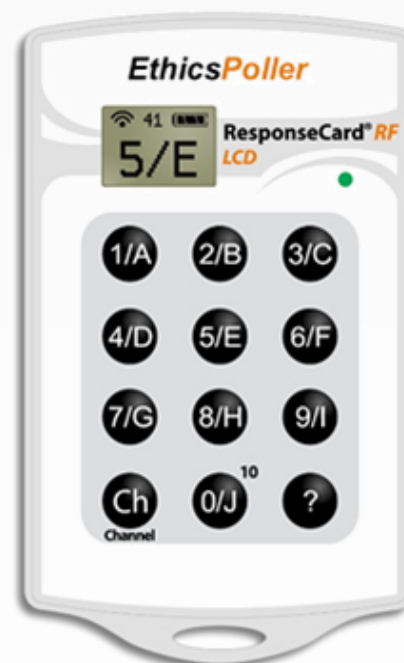 EthicsPoller
41
5/E
ResponseCard® RF
LCD
1/A 2/B 3/C
4/D 5/E 6/F
7/G 8/H 9/I
Ch 0/J 10 ?
Channel